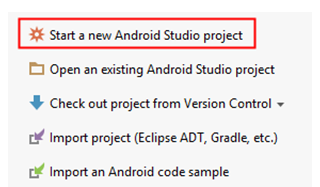 Start a new Android Studio project
Open an existing Android Studio project
Check out project from Version Control
Import project (Eclipse ADT, Gradle, etc.)
Import an Android code sample